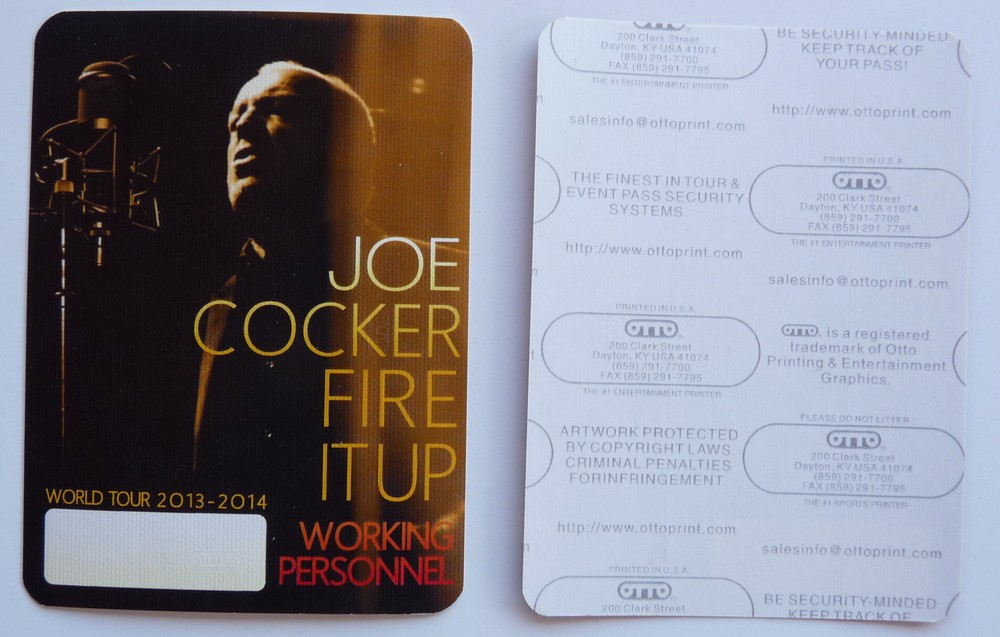 JOE
COCKER
FIRE
IT UP
WORLD TOUR 2013-2014
WORKING
PERSONNEL
OTTO
200 Clark Street
Dayton, KY USA 41074
(859) 291-7700
FAX (859) 291-7795
THE #1 ENTERTAINMENT PRINTER
BE SECURITY-MINDED
KEEP TRACK OF
YOUR PASS!
salesinfo@ottoprint.com
http://www.ottoprint.com
THE FINEST IN TOUR &
EVENT PASS SECURITY
SYSTEMS
PRINTED IN U.S.A.
OTTO
200 Clark Street
Dayton, KY USA 41074
(859) 291-7700
FAX (859) 291-7795
THE #1 ENTERTAINMENT PRINTER
http://www.ottoprint.com
salesinfo@ottoprint.com
PRINTED IN U.S.A.
OTTO
200 Clark Street
Dayton, KY USA 41074
(859) 291-7700
FAX (859) 291-7795
THE #1 ENTERTAINMENT PRINTER
OTTO. is a registered
trademark of Otto
Printing & Entertainment
Graphics.
ARTWORK PROTECTED
BY COPYRIGHT LAWS.
CRIMINAL PENALTIES
FORINFRINGEMENT.
PLEASE DO NOT LITTER
OTTO
200 Clark Street
Dayton, KY USA 41074
(859) 291-7700
FAX (859) 291-7795
THE #1 SPORTS PRINTER
http://www.ottoprint.com
salesinfo@ottoprint.com
PRINTED IN U.S.A.
OTTO
200 Clark Street
BE SECURITY-MINDED
KEEP TRACK OF